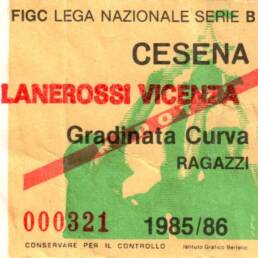 FIGC LEGA NAZIONALE SERIE B
CESENA
LANEROSSI VICENZA
Gradinata Curva
RAGAZZI
000321 1985/86
CONSERVARE PER IL CONTROLLO Istituto Grafico Bertello